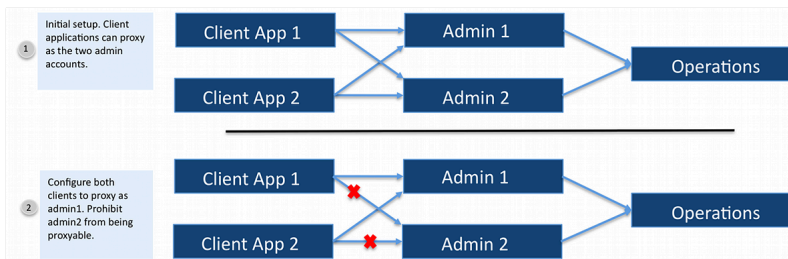 1
Initial setup. Client
applications can proxy
as the two admin
accounts.
Client App 1
Admin 1
Client App 2
Admin 2
Operations
2
Configure both
clients to proxy as
admin1. Prohibit
admin2 from being
proxyable.
Client App 1
Admin 1
Client App 2
Admin 2
Operations